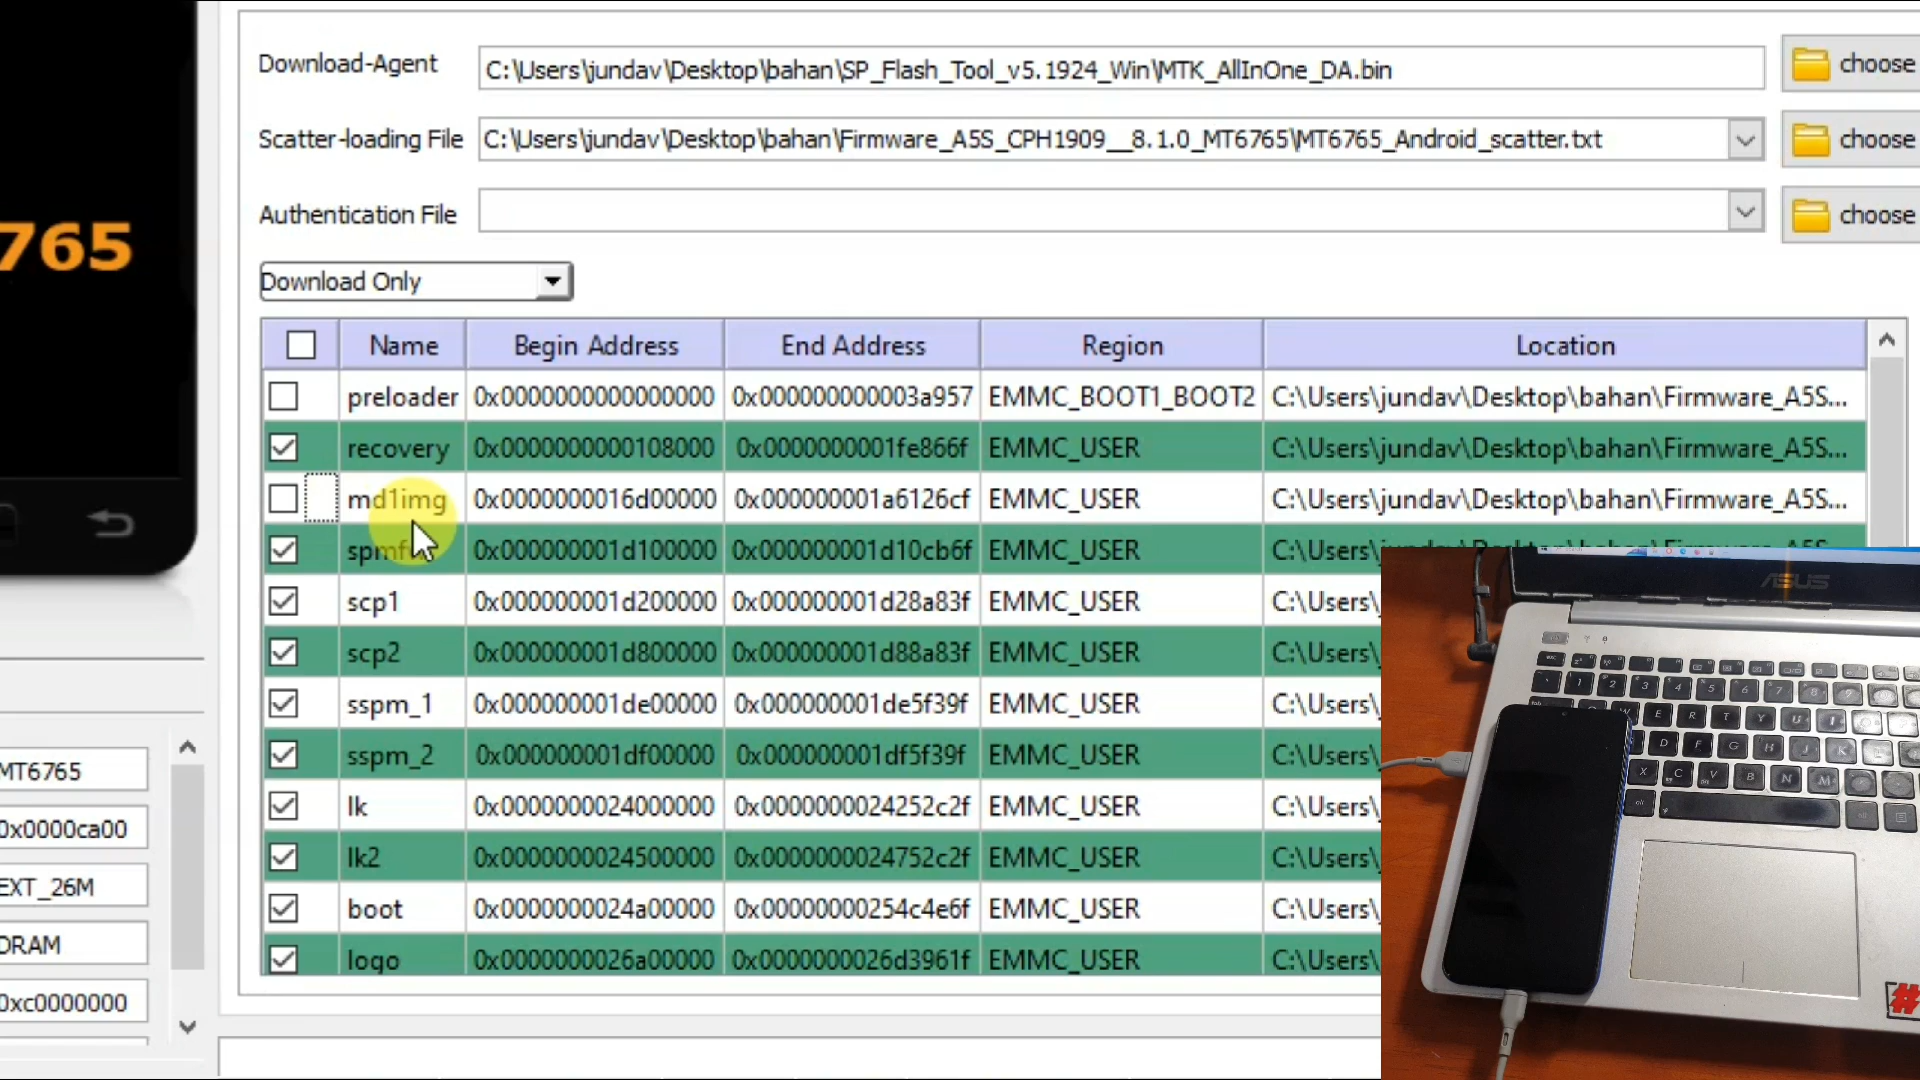 Download-Agent C:\Users\jundav\Desktop\bahan\SP_Flash_Tool_v5.1924_Win\MTK_AllInOne_DA.bin choose
Scatter-loading File C:\Users\jundav\Desktop\bahan\Firmware_A5S_CPH1909__8.1.0_MT6765\MT6765_Android_scatter.txt choose
Authentication File choose
765
Download Only
Name Begin Address End Address Region Location
preloader 0x0000000000000000 0x000000000003a957 EMMC_BOOT1_BOOT2 C:\Users\jundav\Desktop\bahan\Firmware_A5S...
recovery 0x0000000000108000 0x0000000001fe866f EMMC_USER C:\Users\jundav\Desktop\bahan\Firmware_A5S...
md1img 0x0000000016d00000 0x000000001a6126cf EMMC_USER C:\Users\jundav\Desktop\bahan\Firmware_A5S...
0x000000001d100000 0x000000001d10cb6f EMMC_USER C:\Users\jundav\Desktop\bahan\Firmware_A5S...
scp1 0x000000001d200000 0x000000001d28a83f EMMC_USER C:\Users\
scp2 0x000000001d800000 0x000000001d88a83f EMMC_USER C:\Users\
sspm_1 0x000000001de00000 0x000000001de5f39f EMMC_USER C:\Users\
sspm_2 0x000000001df00000 0x000000001df5f39f EMMC_USER C:\Users\
lk 0x0000000024000000 0x0000000024252c2f EMMC_USER C:\Users\
lk2 0x0000000024500000 0x0000000024752c2f EMMC_USER C:\Users\
boot 0x0000000024a00000 0x00000000254c4e6f EMMC_USER C:\Users\
logo 0x0000000026a00000 0x0000000026d3961f EMMC_USER C:\Users\
MT6765
0x0000ca00
EXT_26M
DRAM
0xc0000000
ASUS
#